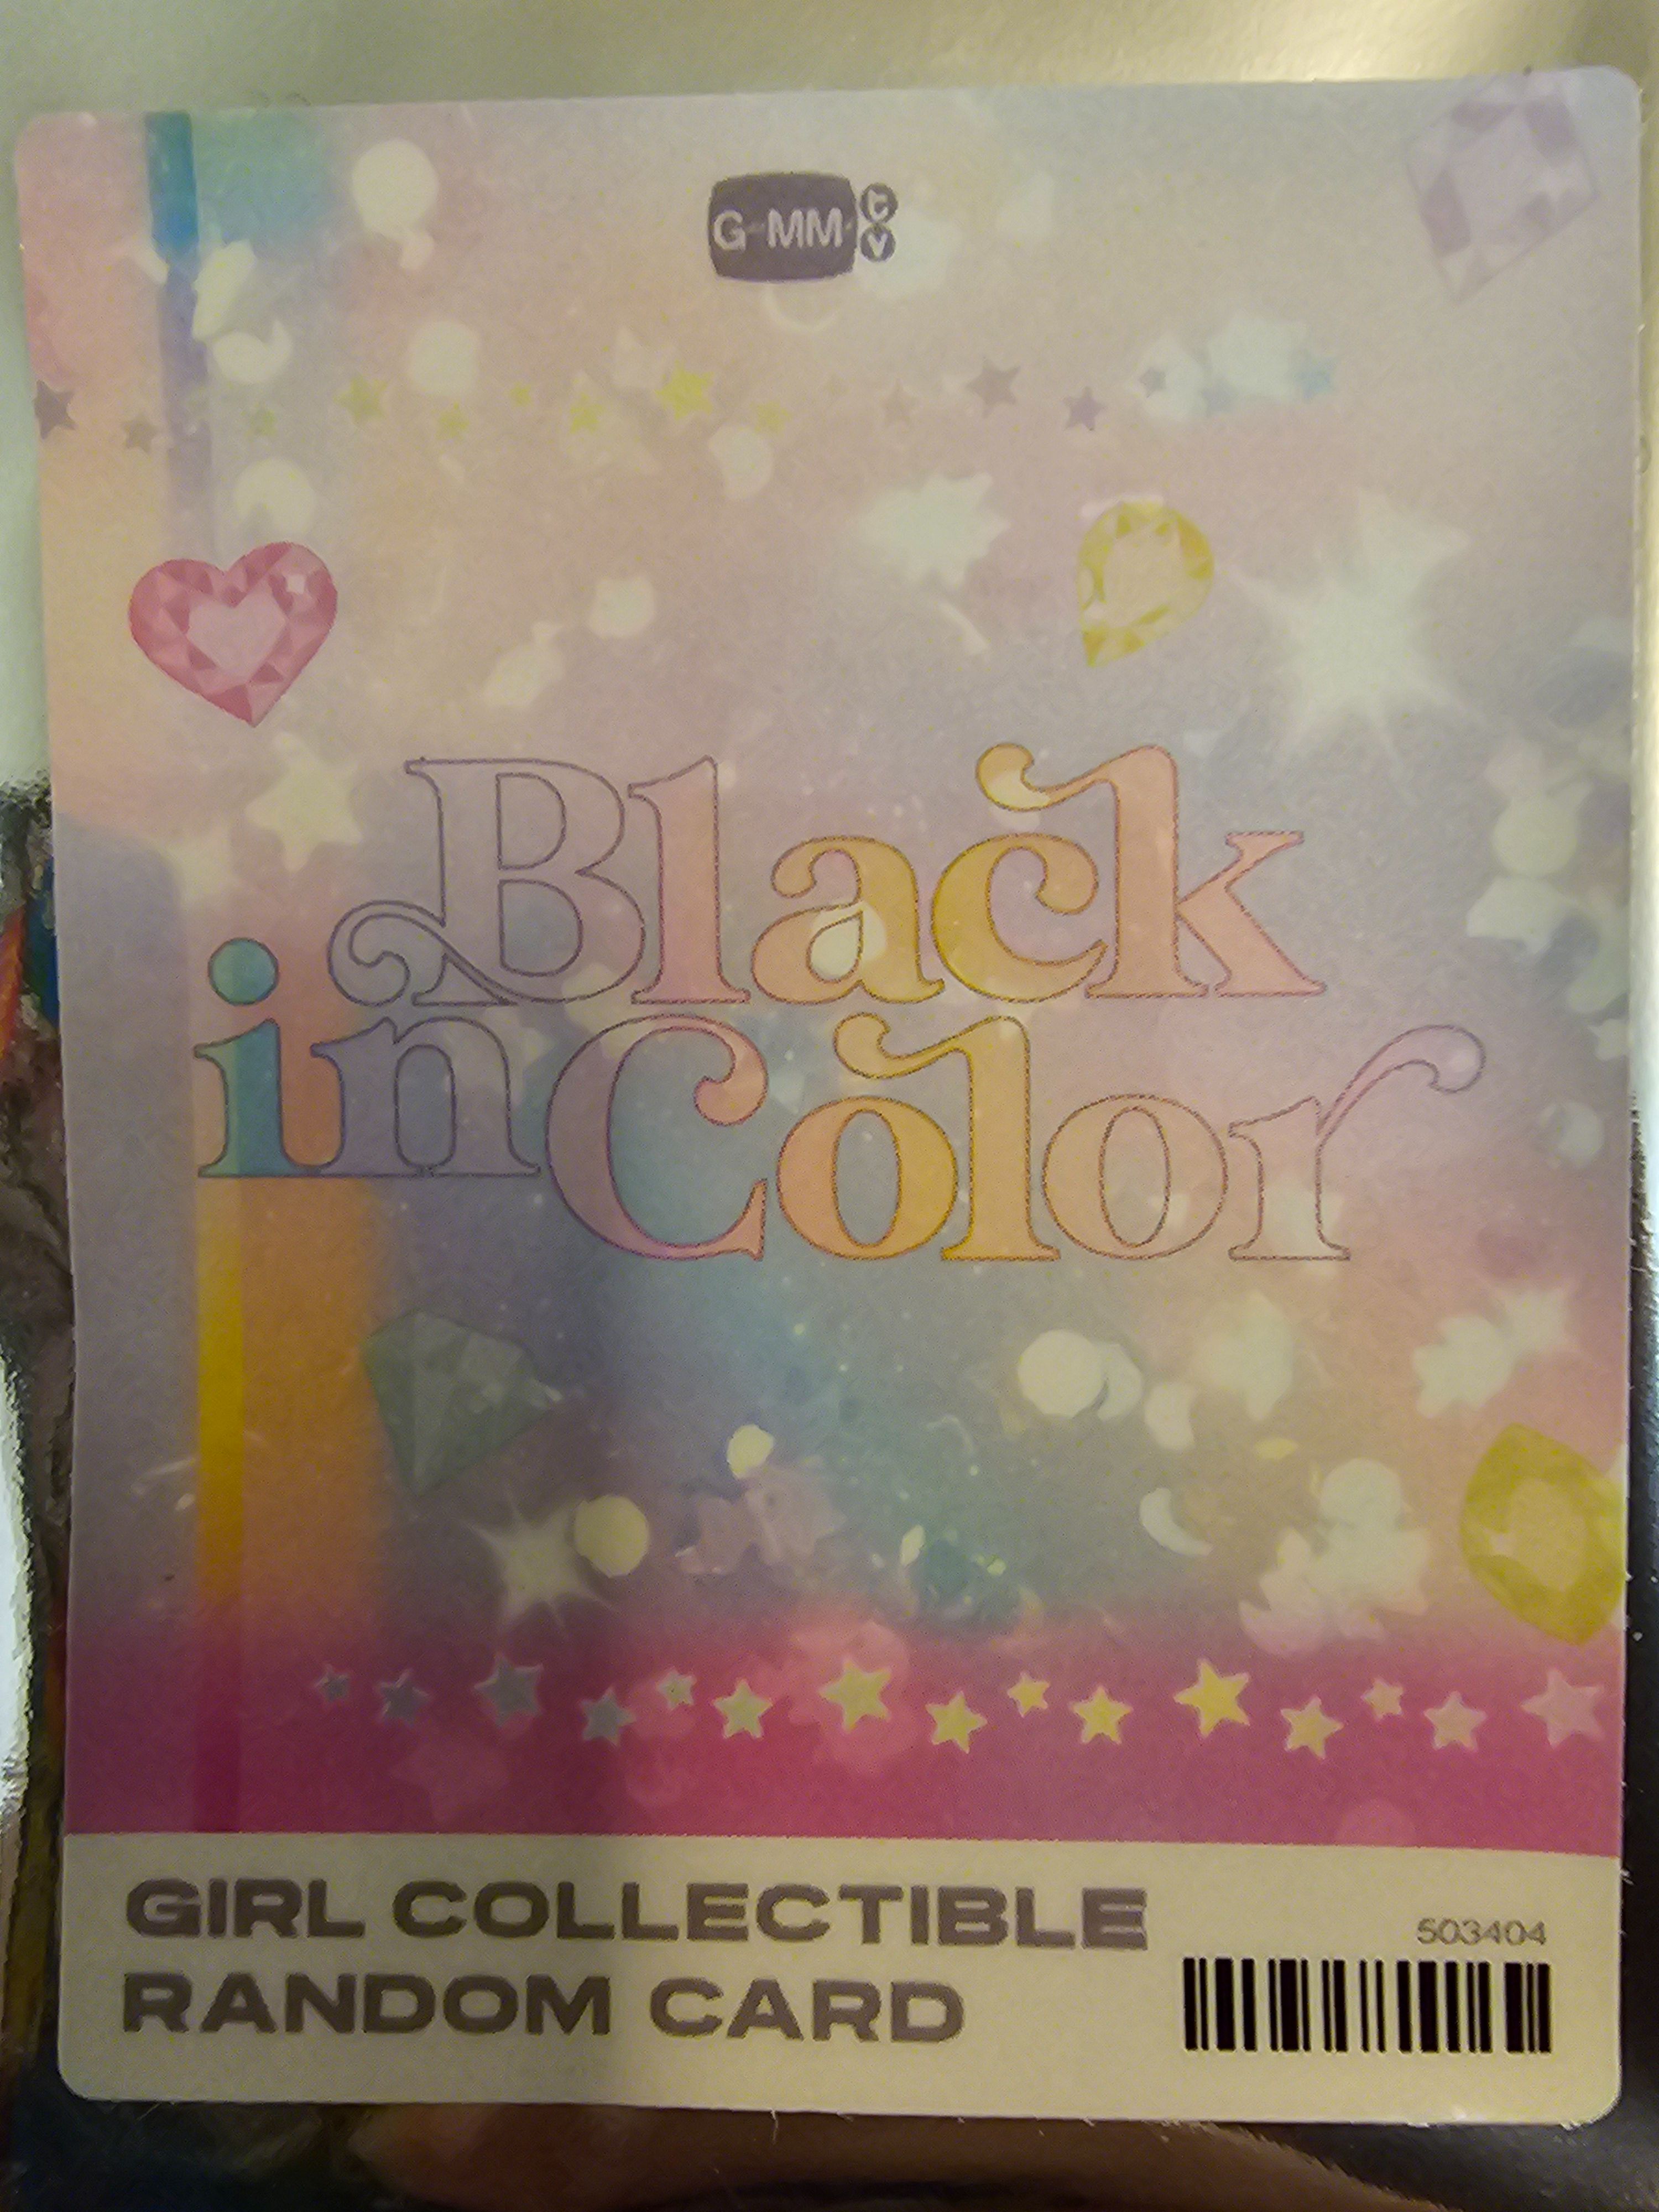 G-MM
tv
Black
in Color
GIRL COLLECTIBLE
RANDOM CARD
503404